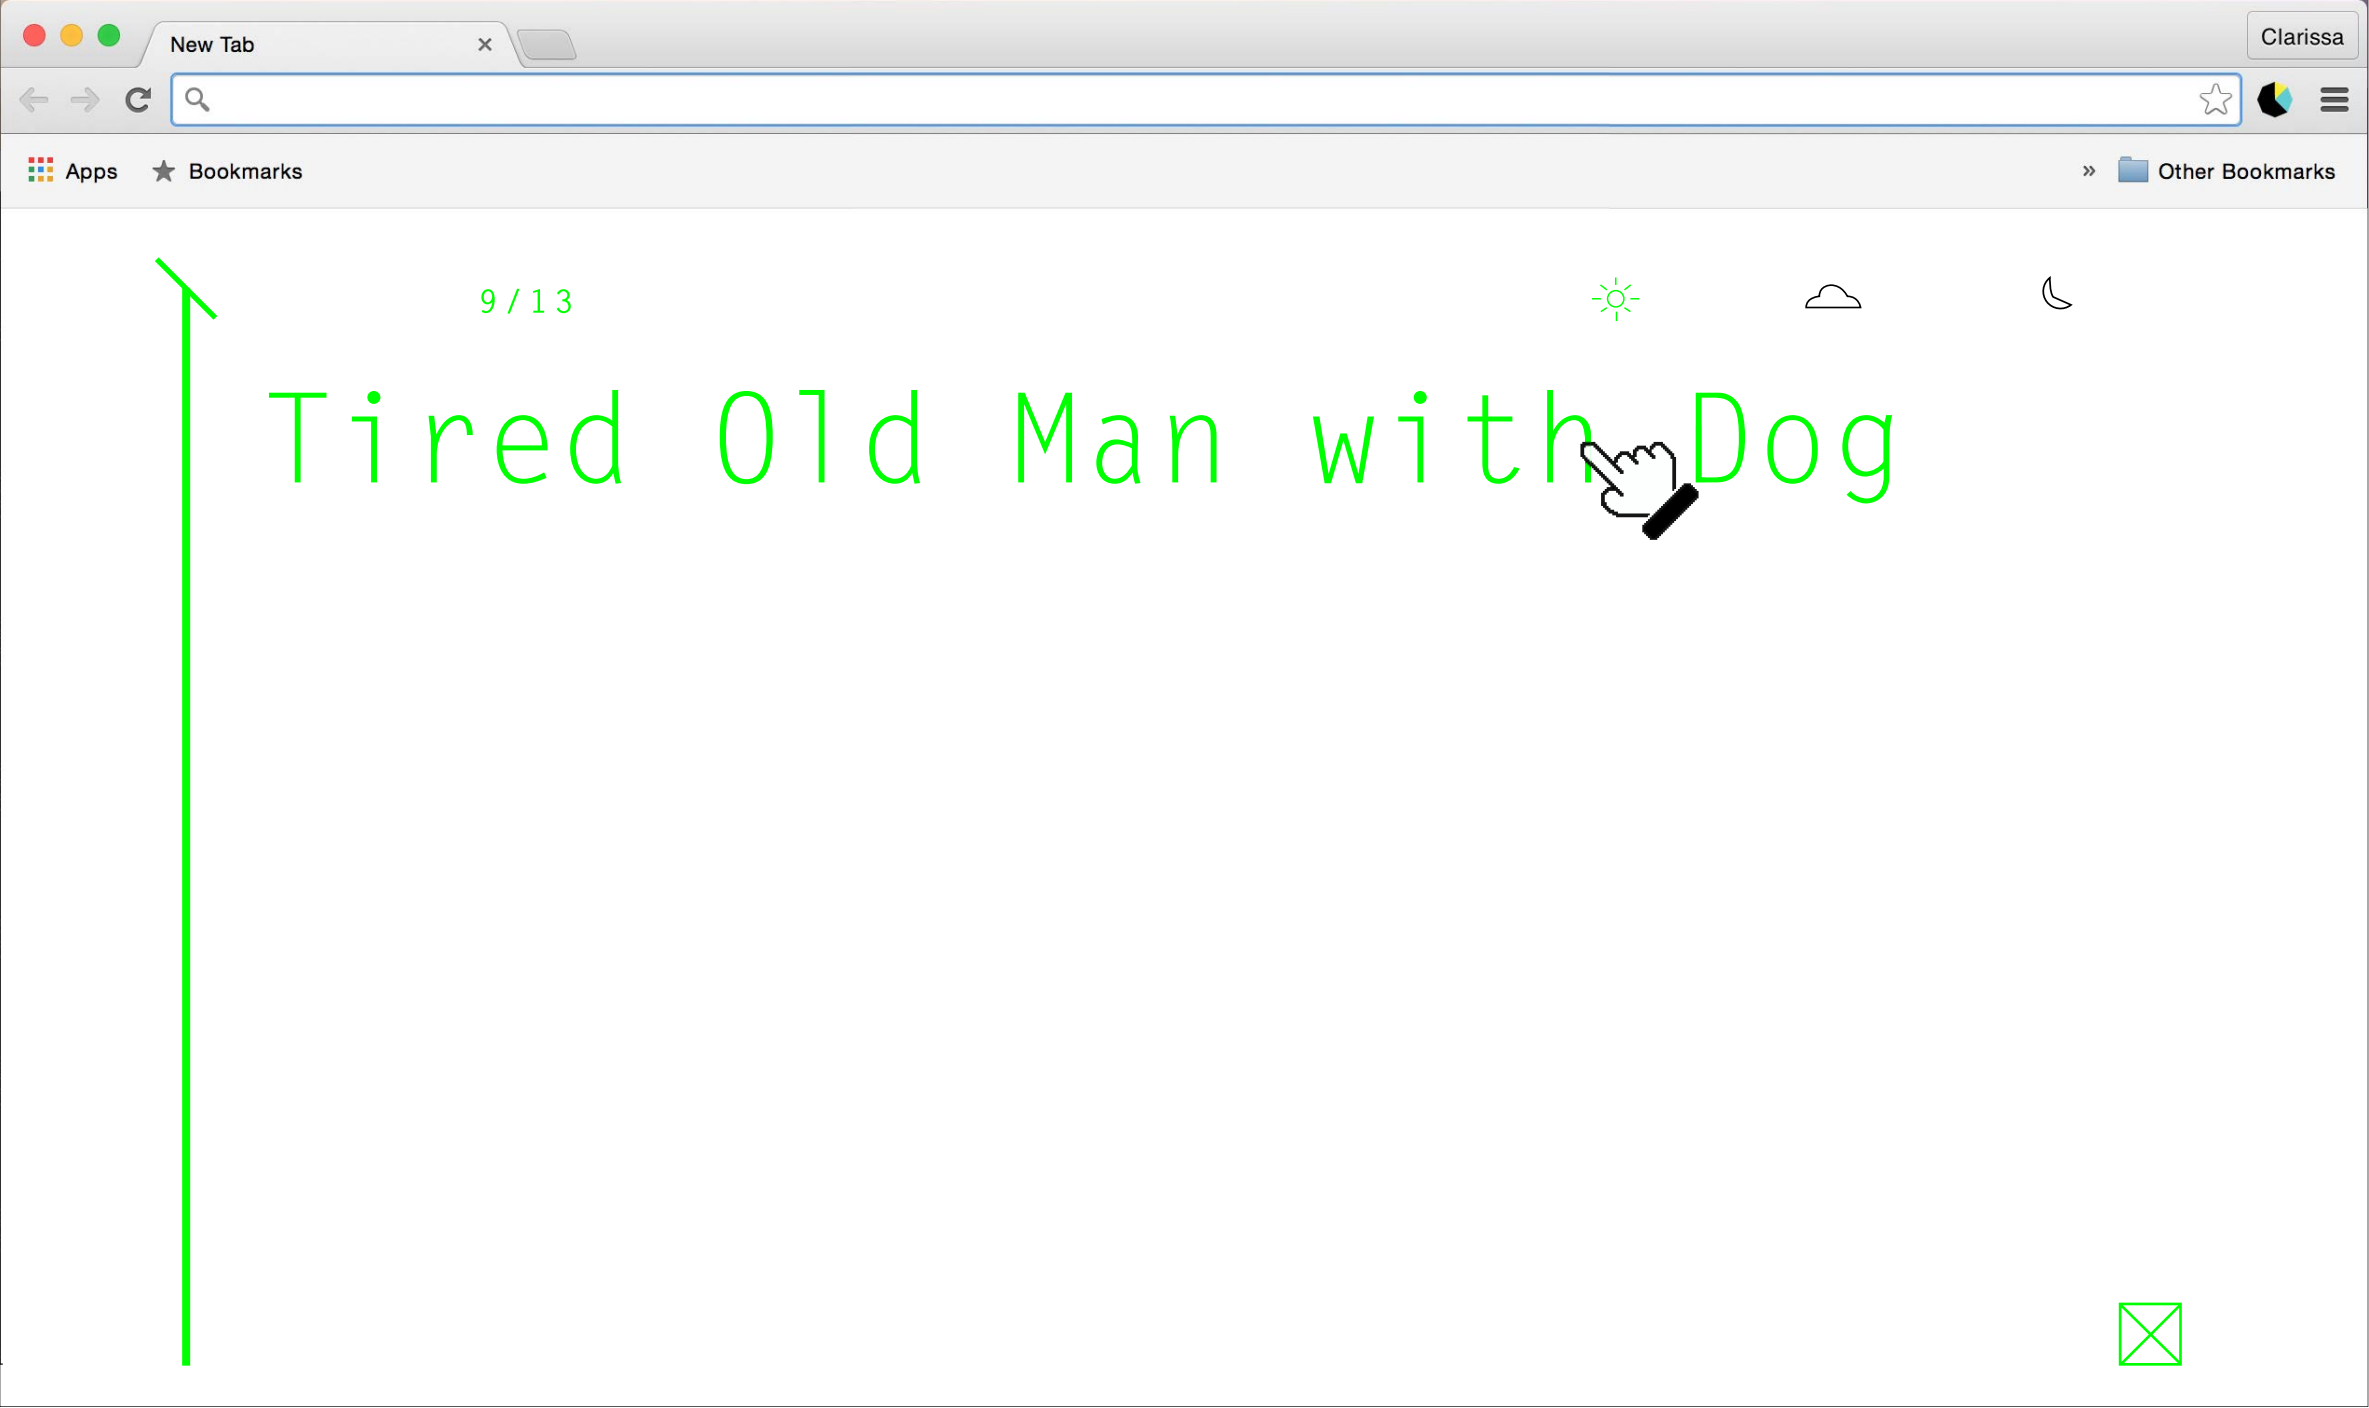 New Tab
Clarissa
Apps
Bookmarks
»
Other Bookmarks
9/13
Tired Old Man with Dog